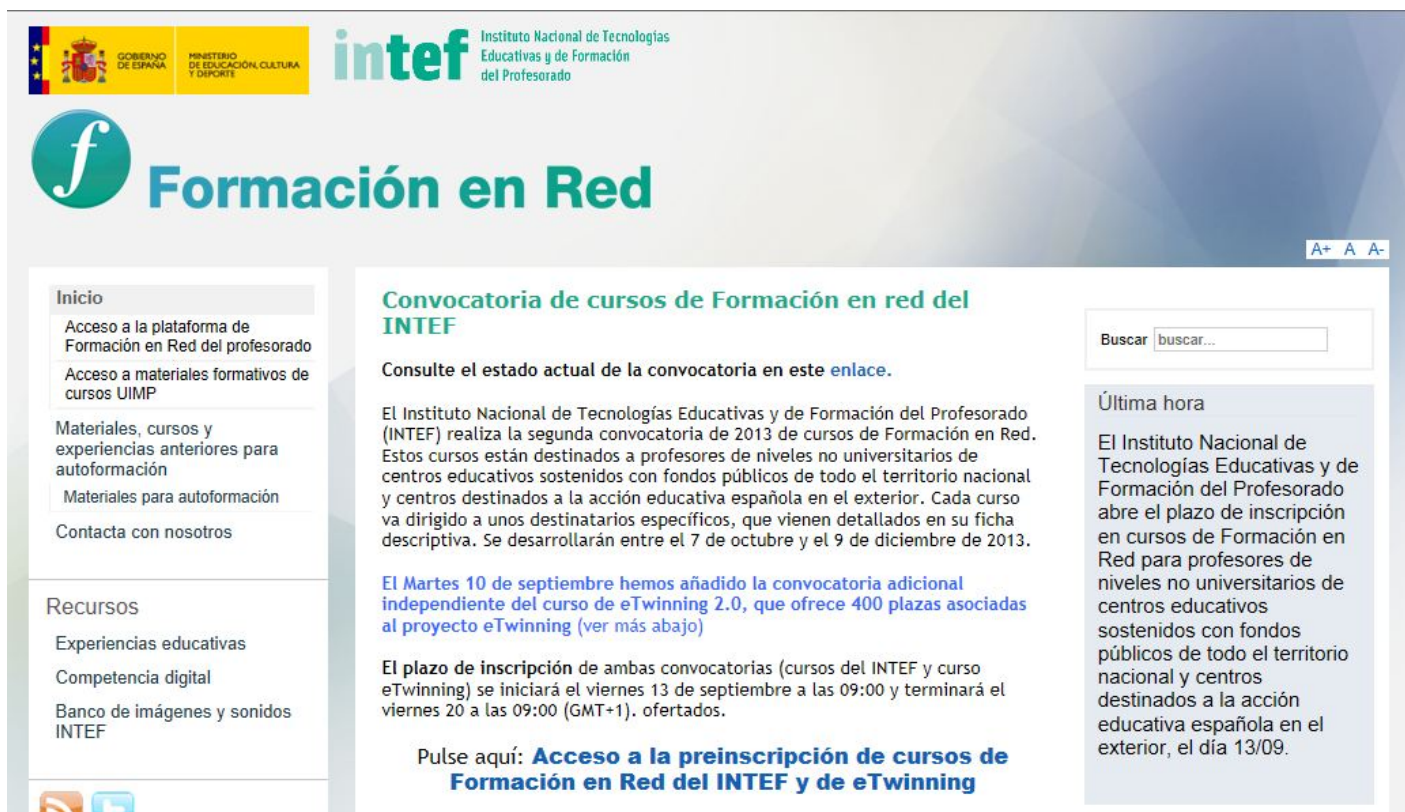 GOBIERNO
DE ESPAÑA
MINISTERIO
DE EDUCACIÓN, CULTURA
Y DEPORTE
intef
Instituto Nacional de Tecnologías
Educativas y de Formación
del Profesorado
f
Formación en Red
A+ A A-
Inicio
Acceso a la plataforma de
Formación en Red del profesorado
Acceso a materiales formativos de
cursos UIMP
Materiales, cursos y
experiencias anteriores para
autoformación
Materiales para autoformación
Contacta con nosotros
Recursos
Experiencias educativas
Competencia digital
Banco de imágenes y sonidos
INTEF
Convocatoria de cursos de Formación en red del
INTEF
Consulte el estado actual de la convocatoria en este enlace.
El Instituto Nacional de Tecnologías Educativas y de Formación del Profesorado
(INTEF) realiza la segunda convocatoria de 2013 de cursos de Formación en Red.
Estos cursos están destinados a profesores de niveles no universitarios de
centros educativos sostenidos con fondos públicos de todo el territorio nacional
y centros destinados a la acción educativa española en el exterior. Cada curso
va dirigido a unos destinatarios específicos, que vienen detallados en su ficha
descriptiva. Se desarrollarán entre el 7 de octubre y el 9 de diciembre de 2013.
El Martes 10 de septiembre hemos añadido la convocatoria adicional
independiente del curso de eTwinning 2.0, que ofrece 400 plazas asociadas
al proyecto eTwinning (ver más abajo)
El plazo de inscripción de ambas convocatorias (cursos del INTEF y curso
eTwinning) se iniciará el viernes 13 de septiembre a las 09:00 y terminará el
viernes 20 a las 09:00 (GMT+1). ofertados.
Pulse aquí: Acceso a la preinscripción de cursos de
Formación en Red del INTEF y de eTwinning
Buscar buscar...
Última hora
El Instituto Nacional de
Tecnologías Educativas y de
Formación del Profesorado
abre el plazo de inscripción
en cursos de Formación en
Red para profesores de
niveles no universitarios de
centros educativos
sostenidos con fondos
públicos de todo el territorio
nacional y centros
destinados a la acción
educativa española en el
exterior, el día 13/09.